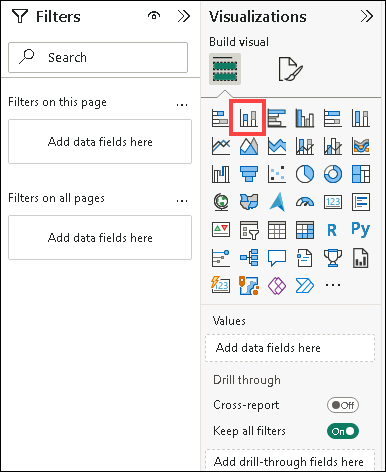 Filters
Search
Filters on this page
...
Add data fields here
Filters on all pages
...
Add data fields here
Visualizations
Build visual
123
R
Py
123
...
Values
Add data fields here
Drill through
Cross-report
Off
Keep all filters
On
Add drill-through fields here